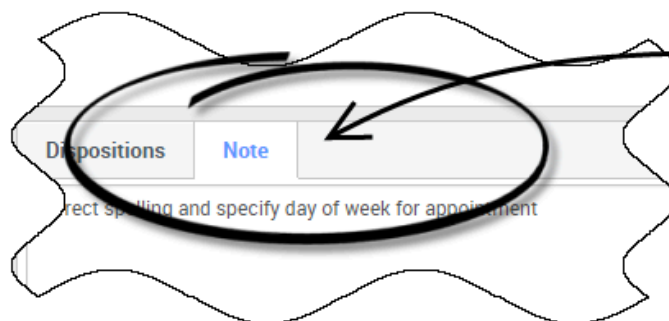 Dispositions Note
rect spelling and specify day of week for appointment